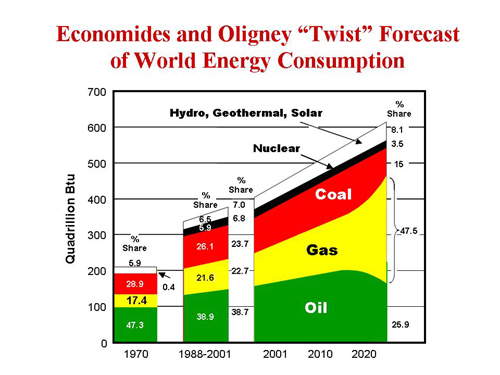 Economides and Oligney “Twist” Forecast
of World Energy Consumption
Quadrillion Btu
700
600
500
400
300
200
100
0
% Share
5.9
0.4
28.9
17.4
47.3
% Share
6.5
5.9
26.1
21.6
38.9
% Share
7.0
6.8
23.7
22.7
38.7
Hydro, Geothermal, Solar
Nuclear
Coal
Gas
Oil
% Share
8.1
3.5
15
47.5
25.9
1970
1988-2001
2001
2010
2020